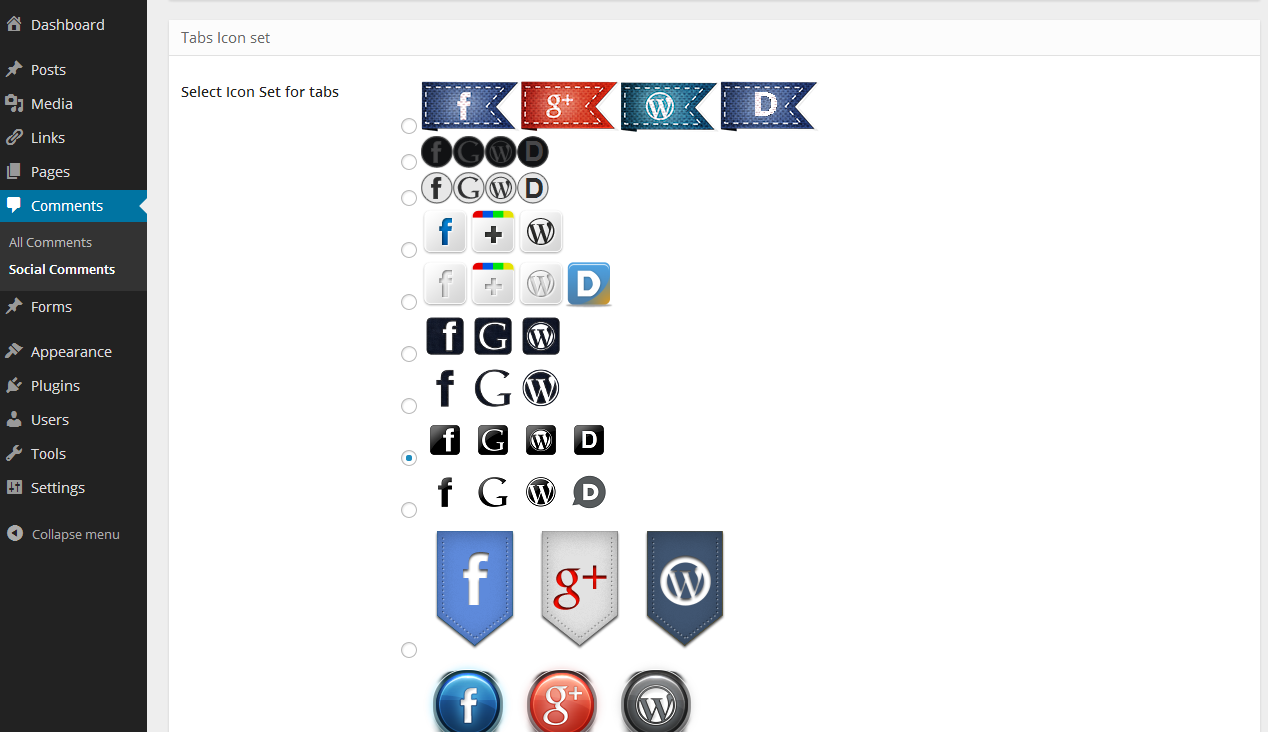 Dashboard
Posts
Media
Links
Pages
Comments
All Comments
Social Comments
Forms
Appearance
Plugins
Users
Tools
Settings
Collapse menu
Tabs Icon set
Select Icon Set for tabs
f g+ W D
f G W D
f G W D
f + W
f + W D
f G W
f G W
f G W D
f G W D
f g+ W
f g+ W